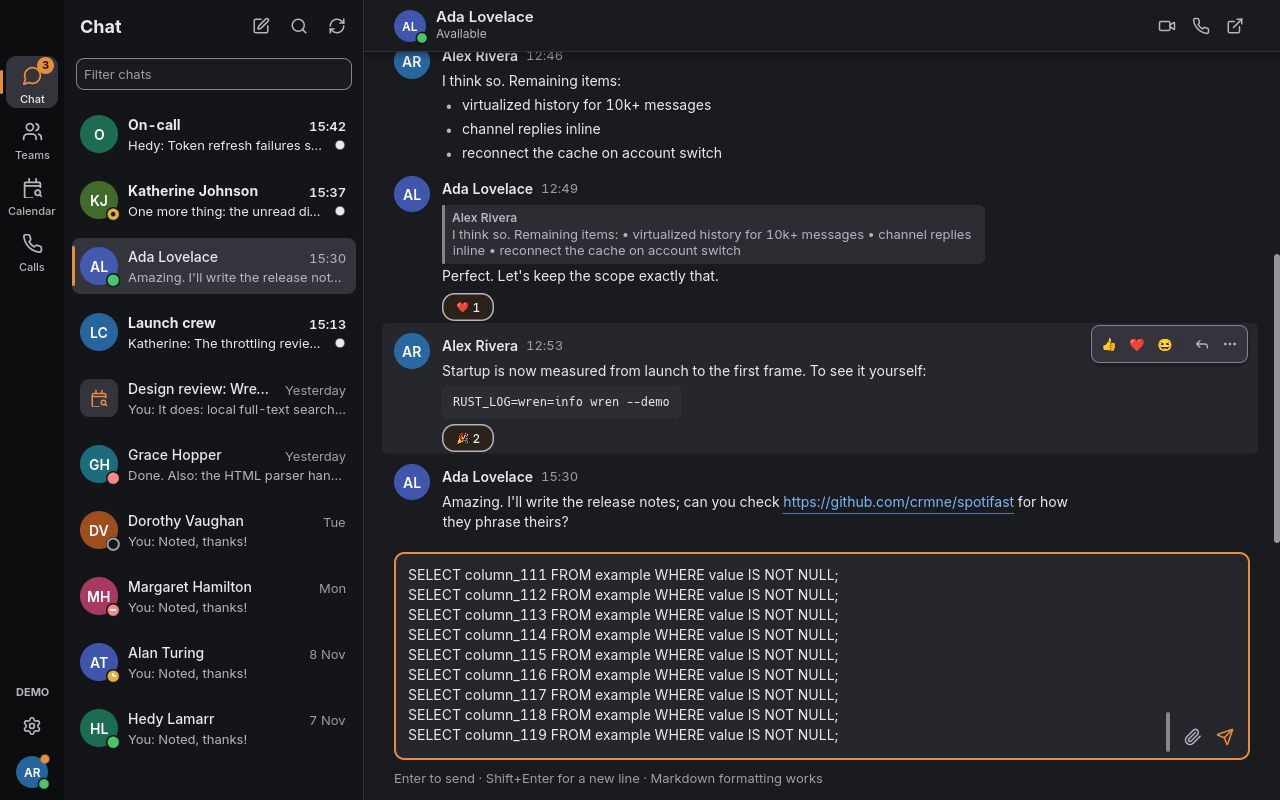 3
Chat
Teams
Calendar
Calls
DEMO
AR
Chat
Filter chats
O
On-call
15:42
Hedy: Token refresh failures s...
KJ
Katherine Johnson
15:37
One more thing: the unread di...
AL
Ada Lovelace
15:30
Amazing. I'll write the release not...
LC
Launch crew
15:13
Katherine: The throttling revie...
Design review: Wre...
Yesterday
You: It does: local full-text search...
GH
Grace Hopper
Yesterday
Done. Also: the HTML parser han...
DV
Dorothy Vaughan
Tue
You: Noted, thanks!
MH
Margaret Hamilton
Mon
You: Noted, thanks!
AT
Alan Turing
8 Nov
You: Noted, thanks!
HL
Hedy Lamarr
7 Nov
You: Noted, thanks!
AL
Ada Lovelace
Available
AR
Alex Rivera 12:46
I think so. Remaining items:
• virtualized history for 10k+ messages
• channel replies inline
• reconnect the cache on account switch
AL
Ada Lovelace 12:49
Alex Rivera
I think so. Remaining items: • virtualized history for 10k+ messages • channel replies
inline • reconnect the cache on account switch
Perfect. Let's keep the scope exactly that.
❤️ 1
AR
Alex Rivera 12:53
👍 ❤️ 😆
Startup is now measured from launch to the first frame. To see it yourself:
RUST_LOG=wren=info wren --demo
🎉 2
AL
Ada Lovelace 15:30
Amazing. I'll write the release notes; can you check https://github.com/crmne/spotifast for how
they phrase theirs?
SELECT column_111 FROM example WHERE value IS NOT NULL;
SELECT column_112 FROM example WHERE value IS NOT NULL;
SELECT column_113 FROM example WHERE value IS NOT NULL;
SELECT column_114 FROM example WHERE value IS NOT NULL;
SELECT column_115 FROM example WHERE value IS NOT NULL;
SELECT column_116 FROM example WHERE value IS NOT NULL;
SELECT column_117 FROM example WHERE value IS NOT NULL;
SELECT column_118 FROM example WHERE value IS NOT NULL;
SELECT column_119 FROM example WHERE value IS NOT NULL;
Enter to send · Shift+Enter for a new line · Markdown formatting works